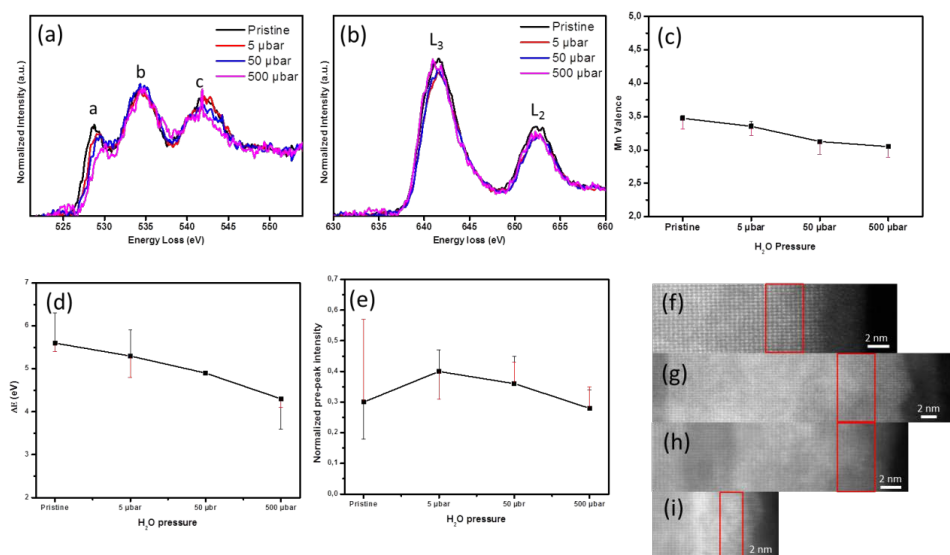 (a)
Pristine
5 µbar
50 µbar
500 µbar
a
b
c
Normalized Intensity (a.u.)
525 530 535 540 545 550
Energy Loss (eV)
(b)
Pristine
5 µbar
50 µbar
500 µbar
L3
L2
Normalized Intensity (a.u.)
630 635 640 645 650 655 660
Energy loss (eV)
(c)
5,0
4,5
4,0
3,5
3,0
2,5
2,0
Mn Valence
Pristine 5 µbar 50 µbar 500 µbar
H2O Pressure
(d)
7
6
5
4
3
2
ΔE (eV)
Pristine 5 µbar 50 µbr 500 µbar
H2O pressure
(e)
0,7
0,6
0,5
0,4
0,3
0,2
0,1
0,0
Normalized pre-peak intensity
Pristine 5 µbar 50 µbr 500 µbar
H2O pressure
(f)
2 nm
(g)
2 nm
(h)
2 nm
(i)
2 nm